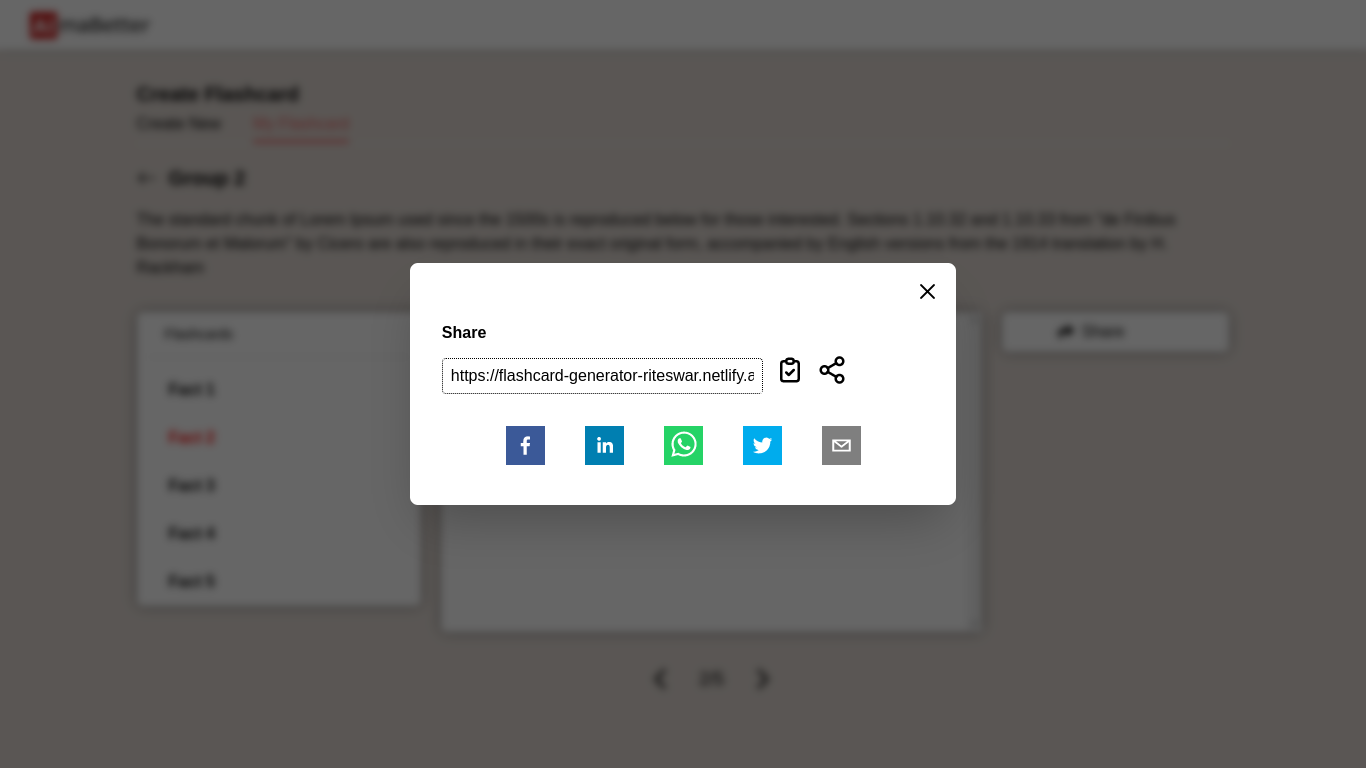 maBetter
Create Flashcard
Create New
My Flashcard
Group 2
The standard chunk of Lorem Ipsum used since the 1500s is reproduced below for those interested. Sections 1.10.32 and 1.10.33 from "de Finibus
Bonorum et Malorum" by Cicero are also reproduced in their exact original form, accompanied by English versions from the 1914 translation by H.
Rackham
Share
https://flashcard-generator-riteswar.netlify.a
Flashcards
Fact 1
Fact 2
Fact 3
Fact 4
Fact 5
Share
2/5